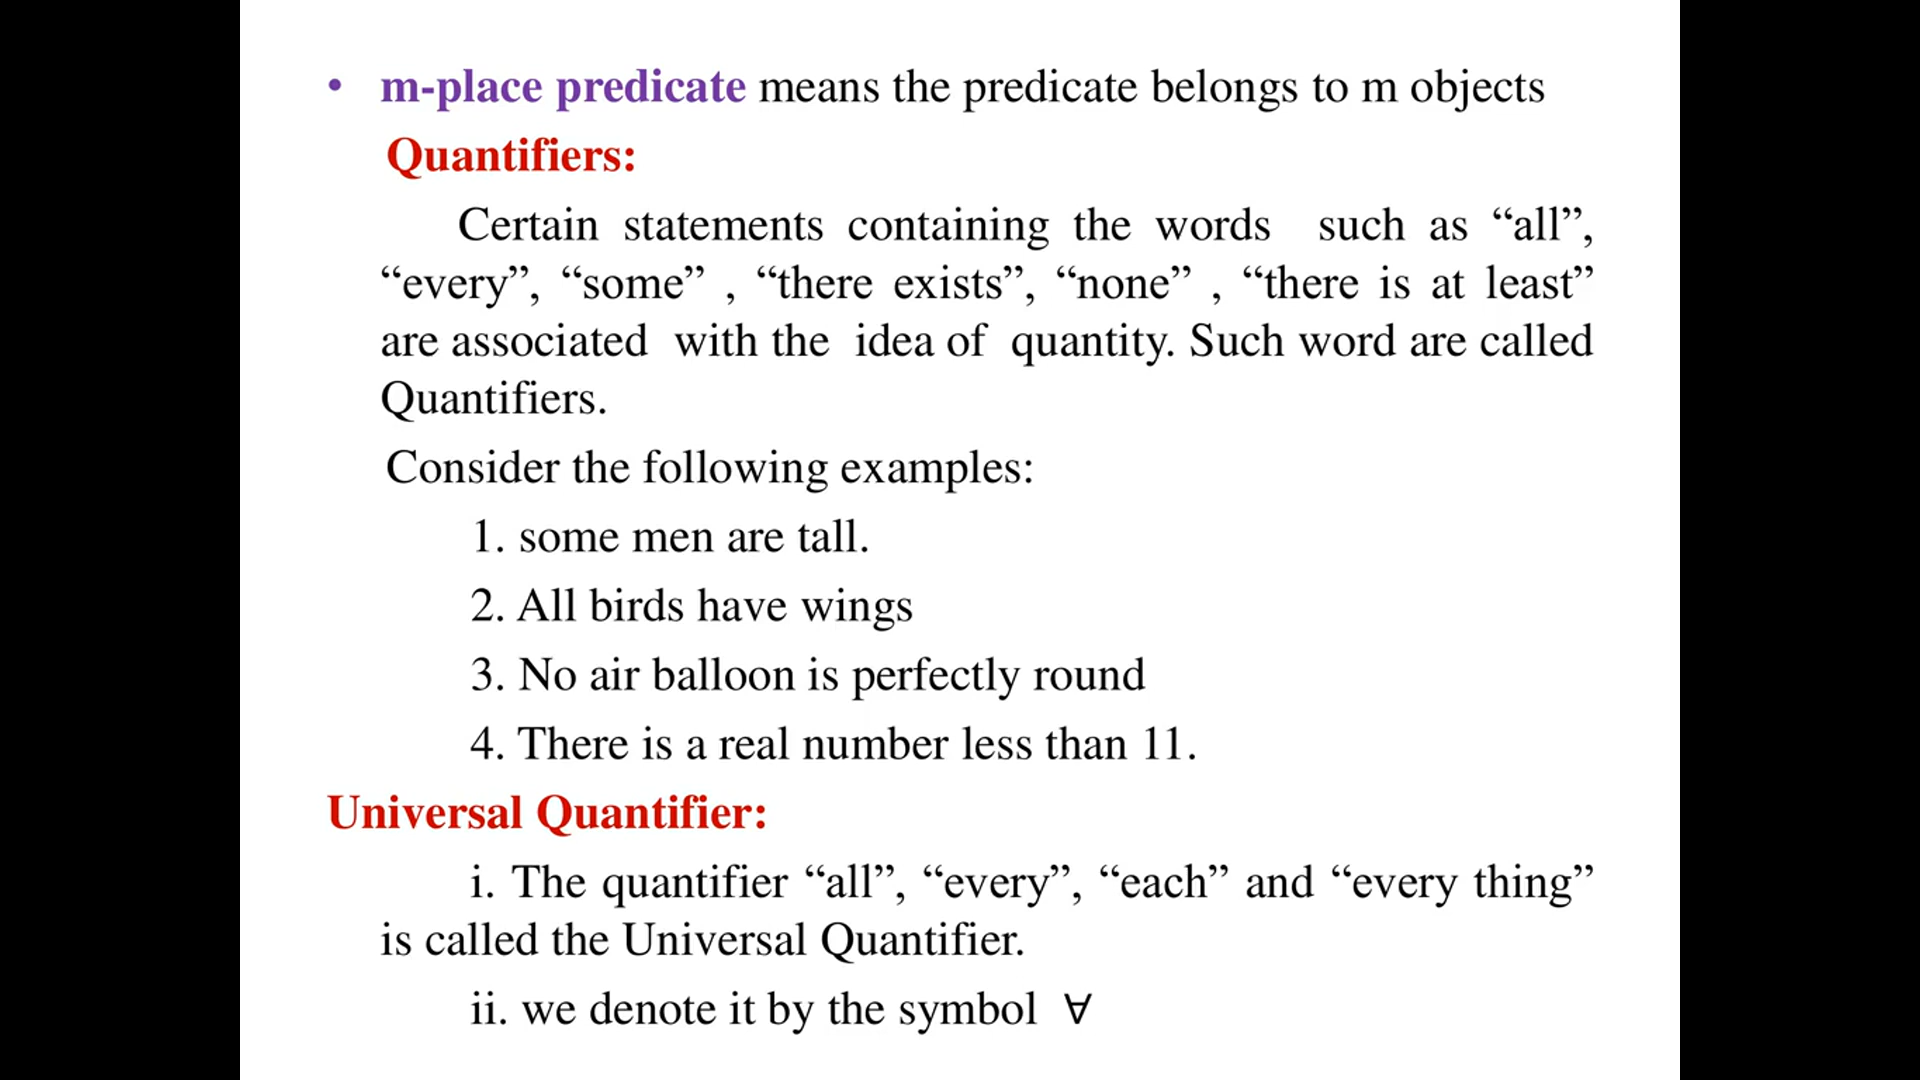 • m-place predicate means the predicate belongs to m objects
Quantifiers:
Certain statements containing the words such as “all”,
“every”, “some” , “there exists”, “none” , “there is at least”
are associated with the idea of quantity. Such word are called
Quantifiers.
Consider the following examples:
1. some men are tall.
2. All birds have wings
3. No air balloon is perfectly round
4. There is a real number less than 11.
Universal Quantifier:
i. The quantifier “all”, “every”, “each” and “every thing”
is called the Universal Quantifier.
ii. we denote it by the symbol ∀